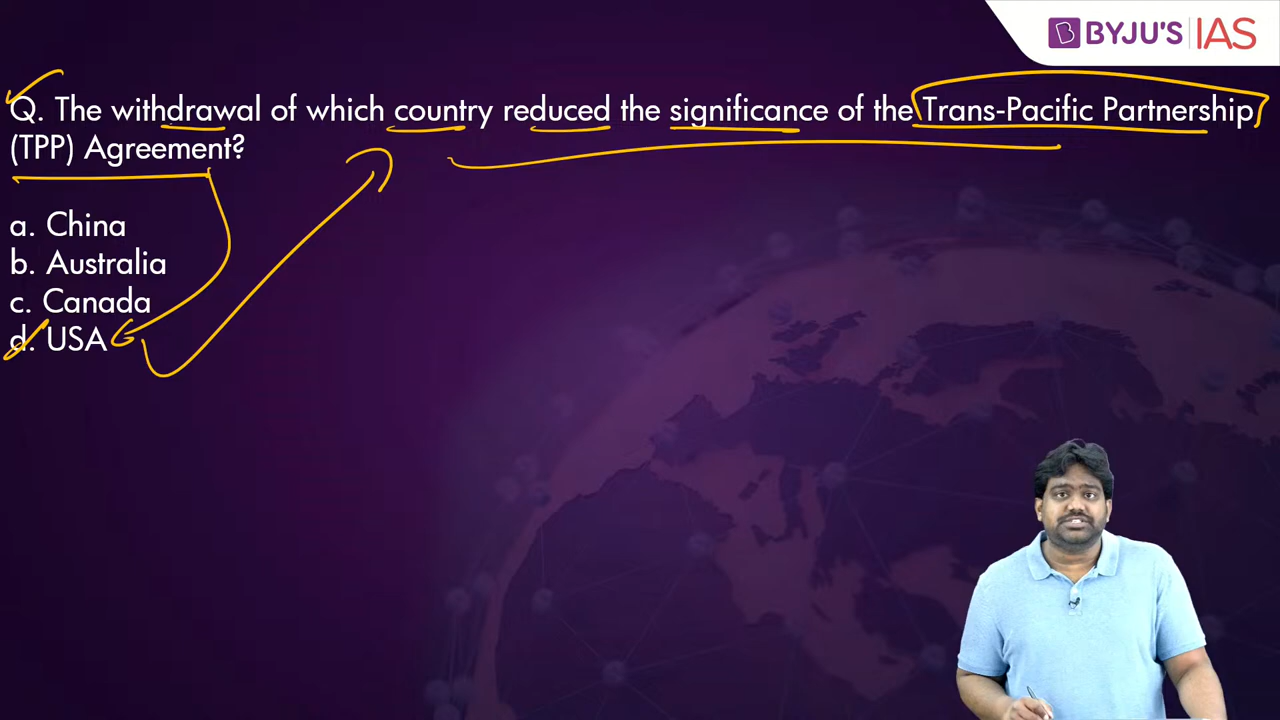 BYJU'S IAS
Q. The withdrawal of which country reduced the significance of the Trans-Pacific Partnership
(TPP) Agreement?
a. China
b. Australia
c. Canada
d. USA